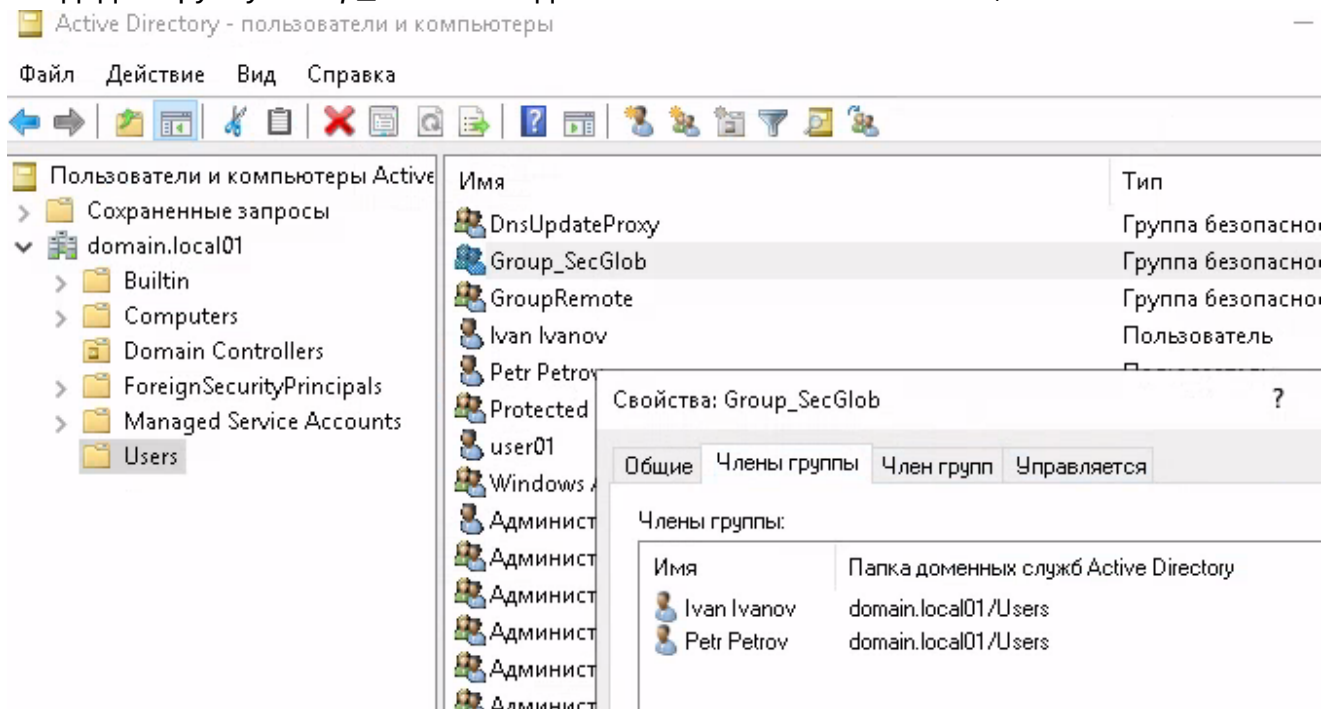 Active Directory - пользователи и компьютеры
Файл Действие Вид Справка
Пользователи и компьютеры Active
Сохраненные запросы
domain.local01
Builtin
Computers
Domain Controllers
ForeignSecurityPrincipals
Managed Service Accounts
Users
Имя Тип
DnsUpdateProxy Группа безопасно
Group_SecGlob Группа безопасно
GroupRemote Группа безопасно
Ivan Ivanov Пользователь
Petr Petrov
Protected
user01
Windows
Админист
Админист
Админист
Админист
Админист
Админист
Свойства: Group_SecGlob ?
Общие Члены группы Член групп Управляется
Члены группы:
Имя Папка доменных служб Active Directory
Ivan Ivanov domain.local01/Users
Petr Petrov domain.local01/Users